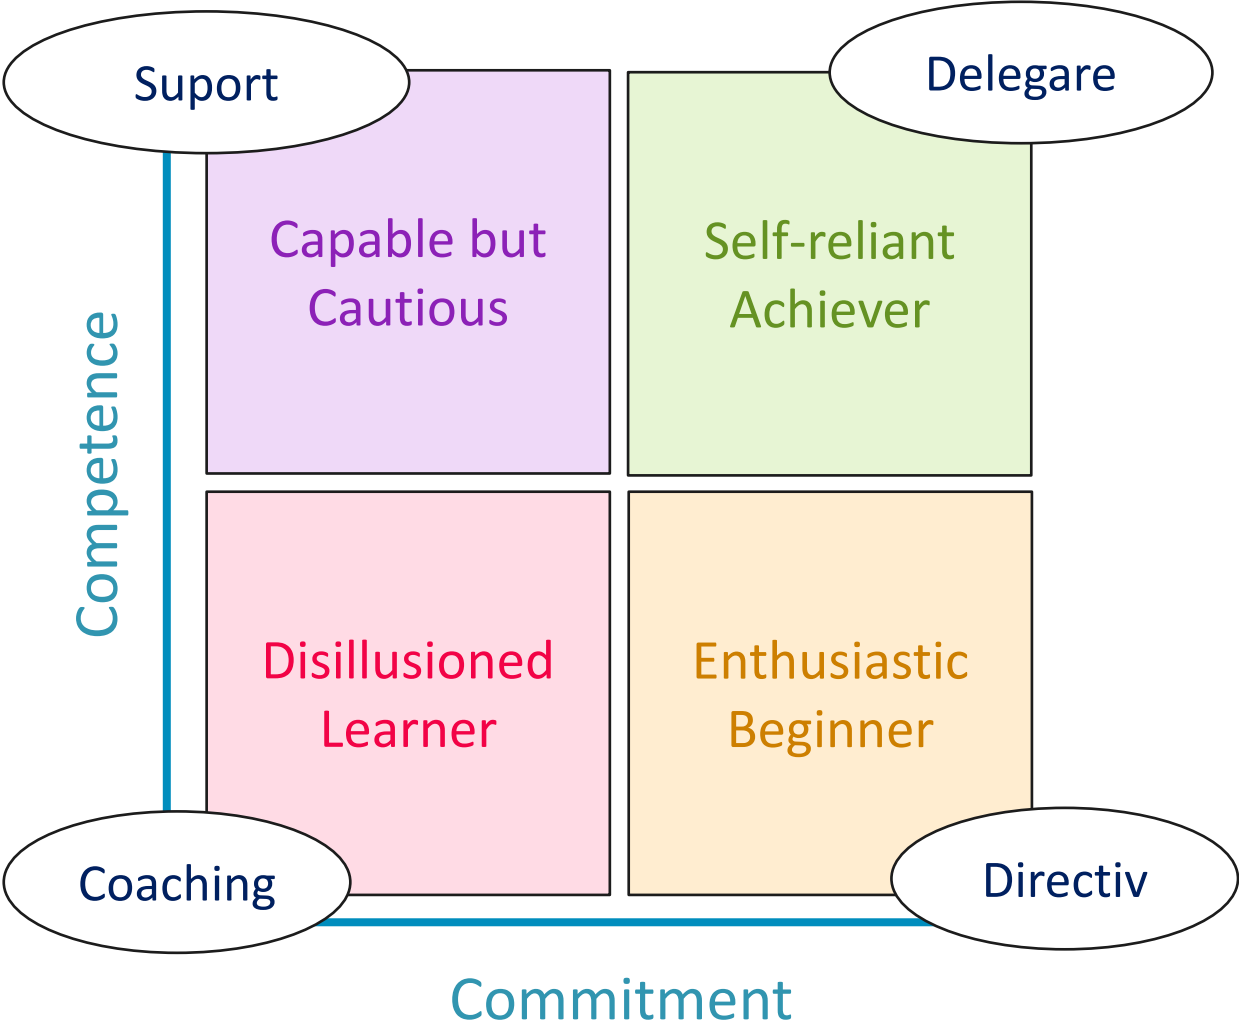 Suport
Delegare
Capable but
Cautious
Self-reliant
Achiever
Competence
Disillusioned
Learner
Enthusiastic
Beginner
Coaching
Directiv
Commitment